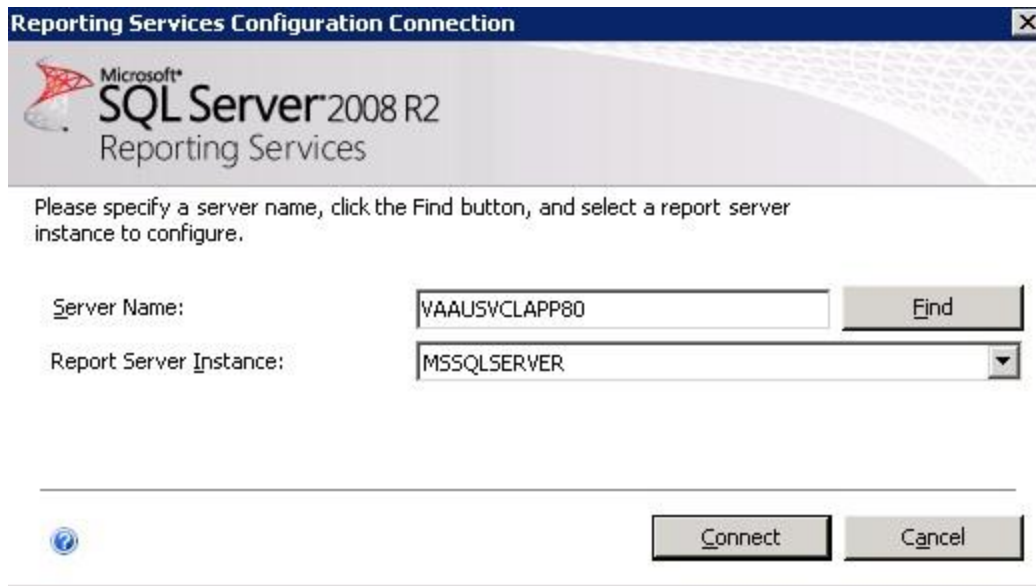 Reporting Services Configuration Connection
Microsoft®
SQL Server® 2008 R2
Reporting Services
Please specify a server name, click the Find button, and select a report server
instance to configure.
Server Name:
VAAUSVCLAPP80
Find
Report Server Instance:
MSSQLSERVER
Connect
Cancel